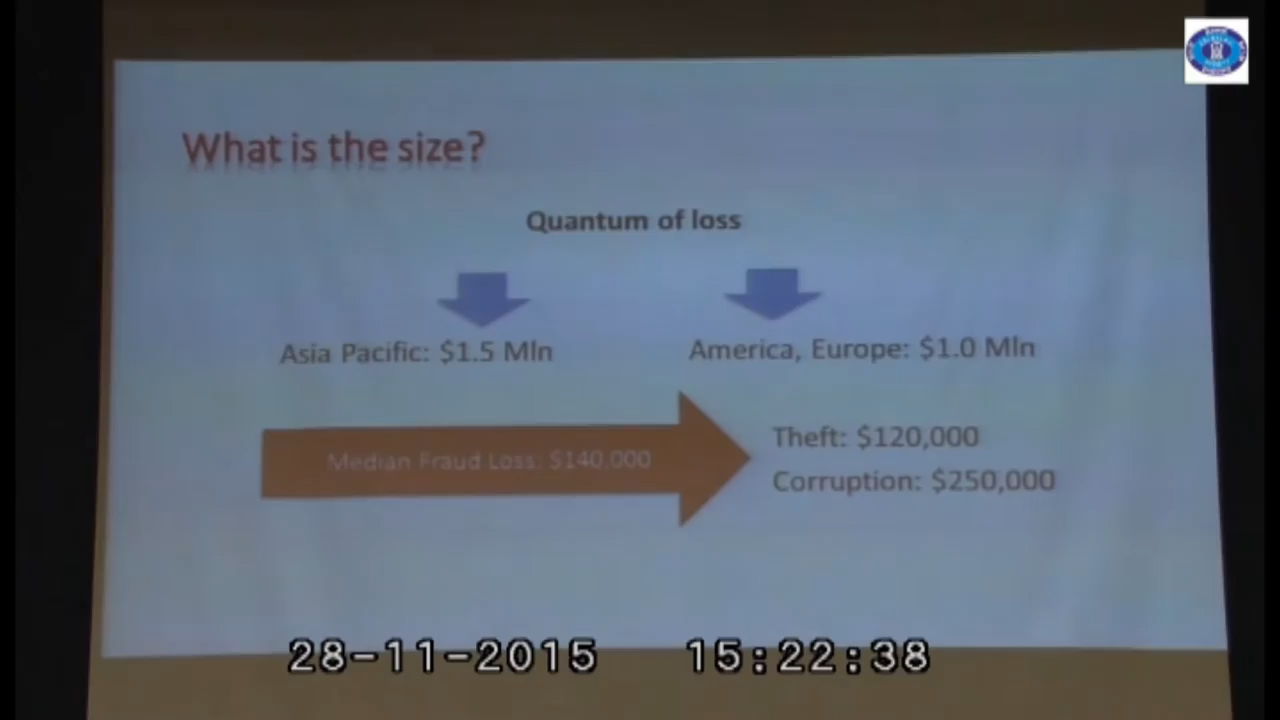 What is the size?
Quantum of loss
Asia Pacific: $1.5 Mln
America, Europe: $1.0 Mln
Median Fraud Loss: $140,000
Theft: $120,000
Corruption: $250,000
28-11-2015 15:22:38